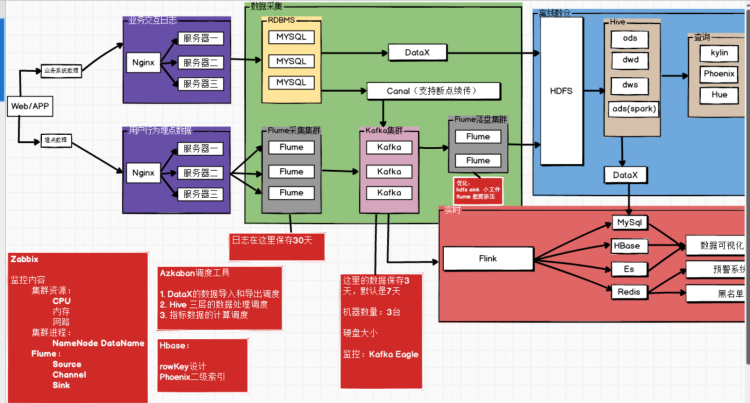 Web/APP
业务系统数据
埋点数据
业务交互日志
Nginx
服务器一
服务器二
服务器三
用户行为埋点数据
Nginx
服务器一
服务器二
服务器三
数据采集
RDBMS
MYSQL
MYSQL
MYSQL
DataX
Canal（支持断点续传）
Flume采集集群
Flume
Flume
Flume
Kafka集群
Kafka
Kafka
Kafka
Flume落盘集群
Flume
Flume
优化：
hdfs sink 小文件
flume 数据积压
离线数分
HDFS
Hive
ods
dwd
dws
ads(spark)
查询
kylin
Phoenix
Hue
DataX
实时
Flink
MySql
HBase
Es
Redis
数据可视化
预警系统
黑名单
日志在这里保存30天
这里的数据保存3
天，默认是7天
机器数量：3台
硬盘大小
监控：Kafka Eagle
Zabbix
监控内容
集群资源：
CPU
内存
网路
集群进程：
NameNode DataName
Flume：
Source
Channel
Sink
Azkaban调度工具
1. DataX的数据导入和导出调度
2. Hive 三层的数据处理调度
3. 指标数据的计算调度
Hbase：
rowKey设计
Phoenix二级索引